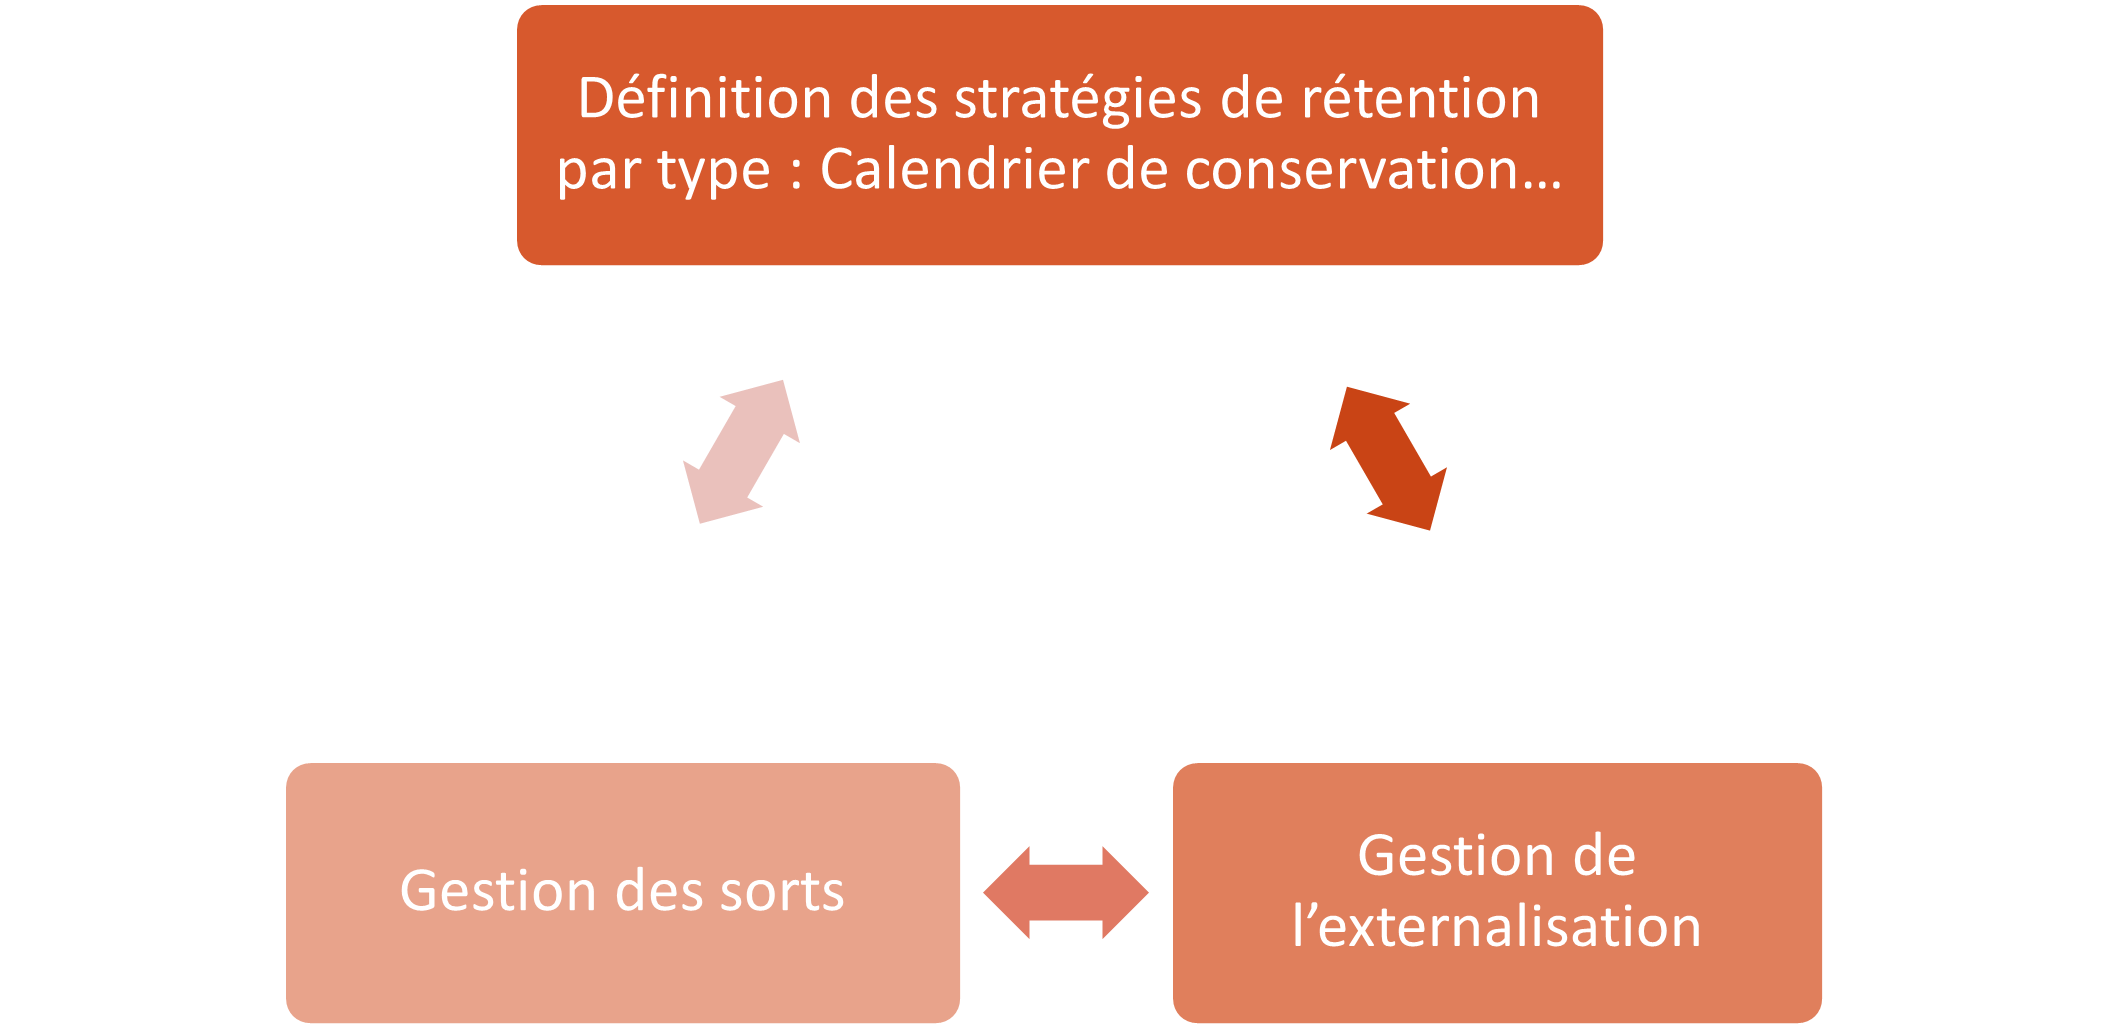 Définition des stratégies de rétention
par type : Calendrier de conservation...
Gestion des sorts
Gestion de
l’externalisation